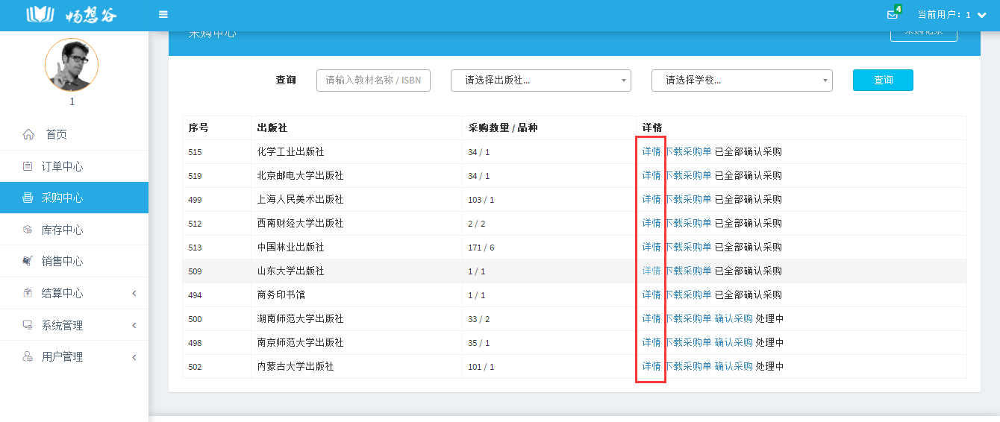 畅想谷
4
当前用户：1
采购中心
采购记录
1
首页
订单中心
采购中心
库存中心
销售中心
结算中心
系统管理
用户管理
查询 请输入教材名称 / ISBN 请选择出版社... 请选择学校... 查询
序号 出版社 采购数量 / 品种 详情
515 化学工业出版社 34 / 1 详情 下载采购单 已全部确认采购
519 北京邮电大学出版社 34 / 1 详情 下载采购单 已全部确认采购
499 上海人民美术出版社 103 / 1 详情 下载采购单 已全部确认采购
512 西南财经大学出版社 2 / 2 详情 下载采购单 已全部确认采购
513 中国林业出版社 171 / 6 详情 下载采购单 已全部确认采购
509 山东大学出版社 1 / 1 详情 下载采购单 已全部确认采购
494 商务印书馆 1 / 1 详情 下载采购单 已全部确认采购
500 湖南师范大学出版社 33 / 2 详情 下载采购单 确认采购 处理中
498 南京师范大学出版社 35 / 1 详情 下载采购单 确认采购 处理中
502 内蒙古大学出版社 101 / 1 详情 下载采购单 确认采购 处理中